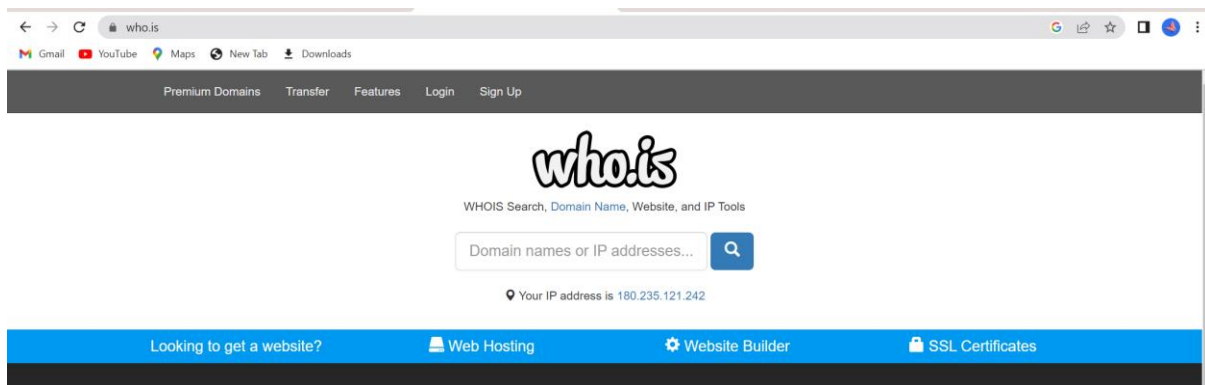 who.is
Gmail YouTube Maps New Tab Downloads
Premium Domains Transfer Features Login Sign Up
who.is
WHOIS Search, Domain Name, Website, and IP Tools
Domain names or IP addresses...
Your IP address is 180.235.121.242
Looking to get a website? Web Hosting Website Builder SSL Certificates